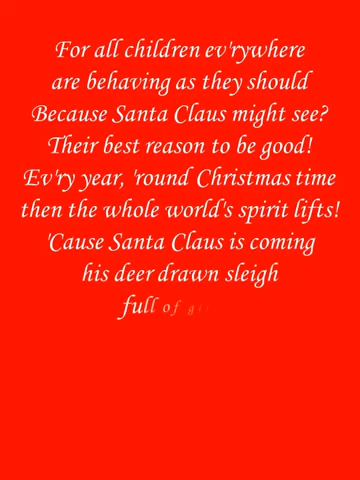 For all children ev'rywhere
are behaving as they should
Because Santa Claus might see?
Their best reason to be good!
Ev'ry year, 'round Christmas time
then the whole world's spirit lifts!
'Cause Santa Claus is coming
his deer drawn sleigh
full of